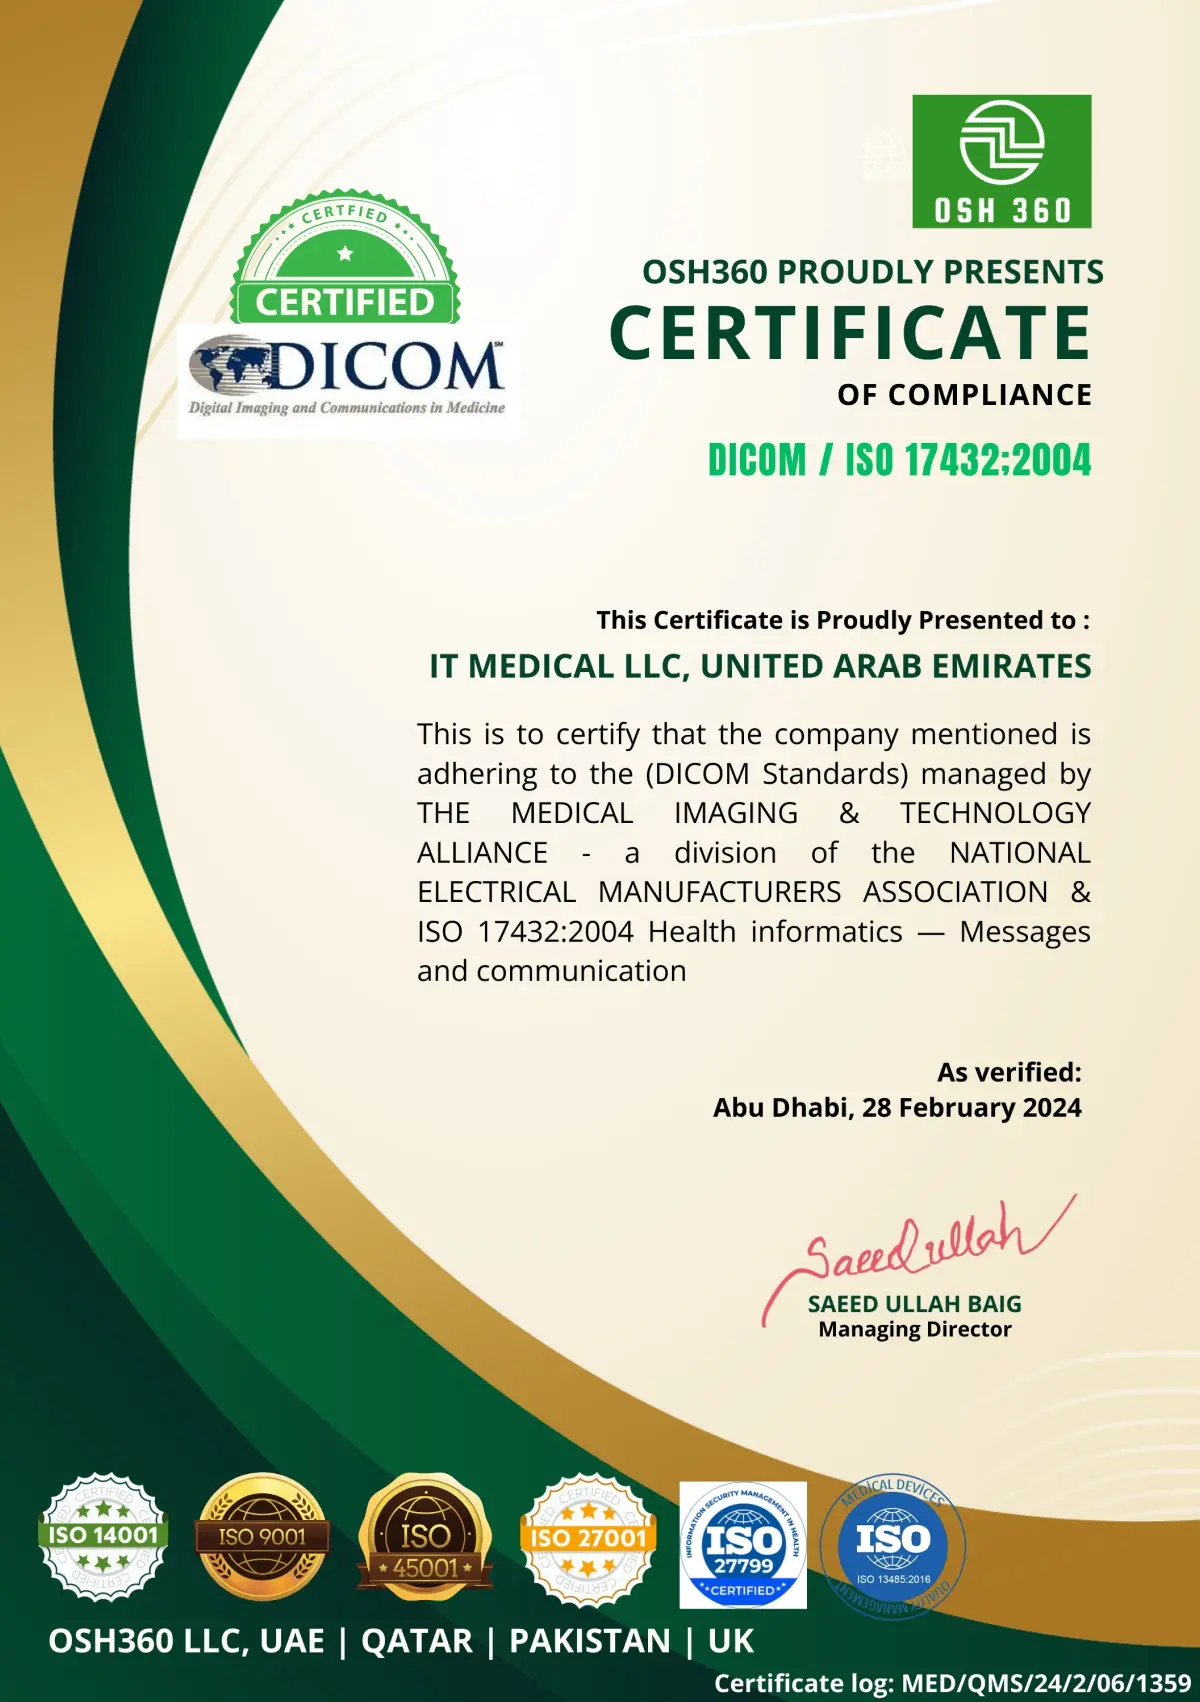 OSH 360
OSH360 PROUDLY PRESENTS
CERTIFICATE
OF COMPLIANCE
DICOM / ISO 17432;2004
CERTFIED
CERTIFIED
DICOM SM
Digital Imaging and Communications in Medicine
This Certificate is Proudly Presented to :
IT MEDICAL LLC, UNITED ARAB EMIRATES
This is to certify that the company mentioned is
adhering to the (DICOM Standards) managed by
THE MEDICAL IMAGING & TECHNOLOGY
ALLIANCE - a division of the NATIONAL
ELECTRICAL MANUFACTURERS ASSOCIATION &
ISO 17432:2004 Health informatics — Messages
and communication
As verified:
Abu Dhabi, 28 February 2024
Saeedullah
SAEED ULLAH BAIG
Managing Director
CERTIFIED
ISO 14001
CERTIFIED
ISO 9001
ISO
45001
CERTIFIED
ISO 27001
CERTIFIED
INFORMATION SECURITY MANAGEMENT IN HEALTH
ISO
27799
CERTIFIED
MEDICAL DEVICES
ISO
ISO 13485:2016
QUALITY MANAGEMENT
OSH360 LLC, UAE | QATAR | PAKISTAN | UK
Certificate log: MED/QMS/24/2/06/1359